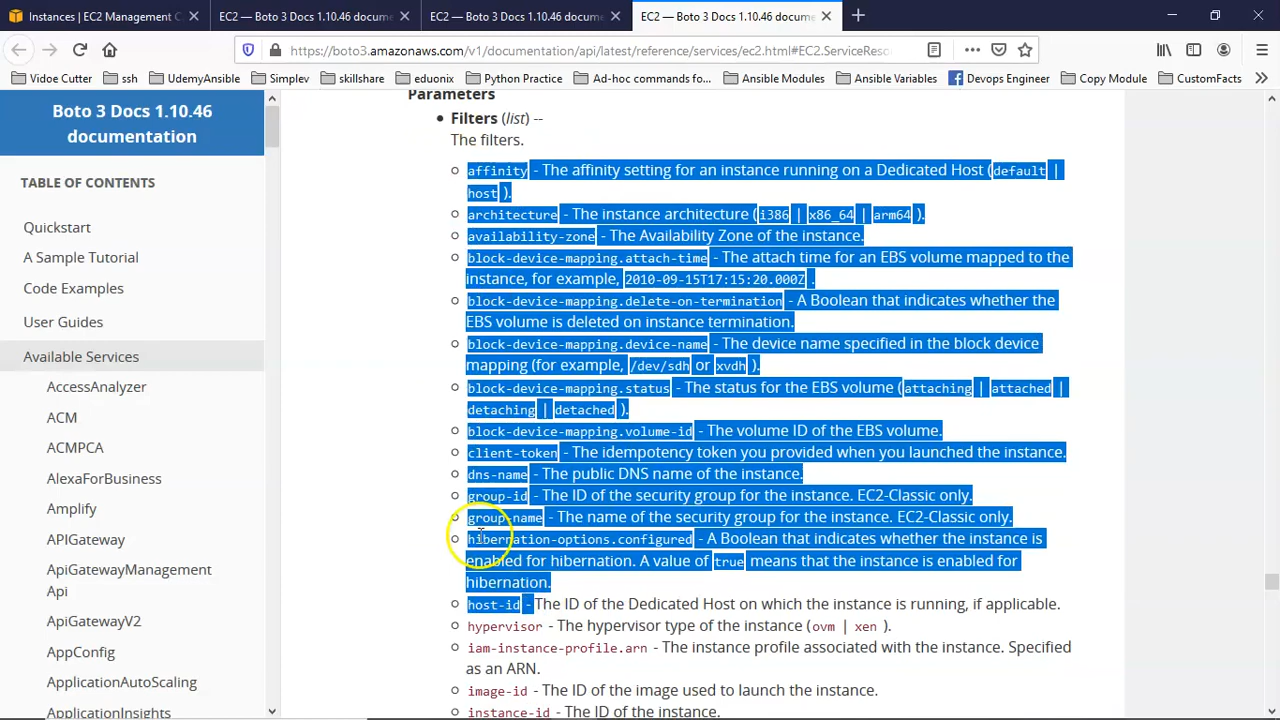 Instances | EC2 Management C
EC2 — Boto 3 Docs 1.10.46 docume
EC2 — Boto 3 Docs 1.10.46 docume
EC2 — Boto 3 Docs 1.10.46 docume
https://boto3.amazonaws.com/v1/documentation/api/latest/reference/services/ec2.html#EC2.ServiceReso
Vidoe Cutter
ssh
UdemyAnsible
Simplev
skillshare
eduonix
Python Practice
Ad-hoc commands fo...
Ansible Modules
Ansible Variables
Devops Engineer
Copy Module
CustomFacts
Boto 3 Docs 1.10.46
documentation
TABLE OF CONTENTS
Quickstart
A Sample Tutorial
Code Examples
User Guides
Available Services
AccessAnalyzer
ACM
ACMPCA
AlexaForBusiness
Amplify
APIGateway
ApiGatewayManagement
Api
ApiGatewayV2
AppConfig
ApplicationAutoScaling
ApplicationInsights
Parameters
Filters (list) --
The filters.
affinity - The affinity setting for an instance running on a Dedicated Host ( default |
host ).
architecture - The instance architecture ( i386 | x86_64 | arm64 ).
availability-zone - The Availability Zone of the instance.
block-device-mapping.attach-time - The attach time for an EBS volume mapped to the
instance, for example, 2010-09-15T17:15:20.000Z .
block-device-mapping.delete-on-termination - A Boolean that indicates whether the
EBS volume is deleted on instance termination.
block-device-mapping.device-name - The device name specified in the block device
mapping (for example, /dev/sdh or xvdh ).
block-device-mapping.status - The status for the EBS volume ( attaching | attached |
detaching | detached ).
block-device-mapping.volume-id - The volume ID of the EBS volume.
client-token - The idempotency token you provided when you launched the instance.
dns-name - The public DNS name of the instance.
group-id - The ID of the security group for the instance. EC2-Classic only.
group-name - The name of the security group for the instance. EC2-Classic only.
hibernation-options.configured - A Boolean that indicates whether the instance is
enabled for hibernation. A value of true means that the instance is enabled for
hibernation.
host-id - The ID of the Dedicated Host on which the instance is running, if applicable.
hypervisor - The hypervisor type of the instance ( ovm | xen ).
iam-instance-profile.arn - The instance profile associated with the instance. Specified
as an ARN.
image-id - The ID of the image used to launch the instance.
instance-id - The ID of the instance.